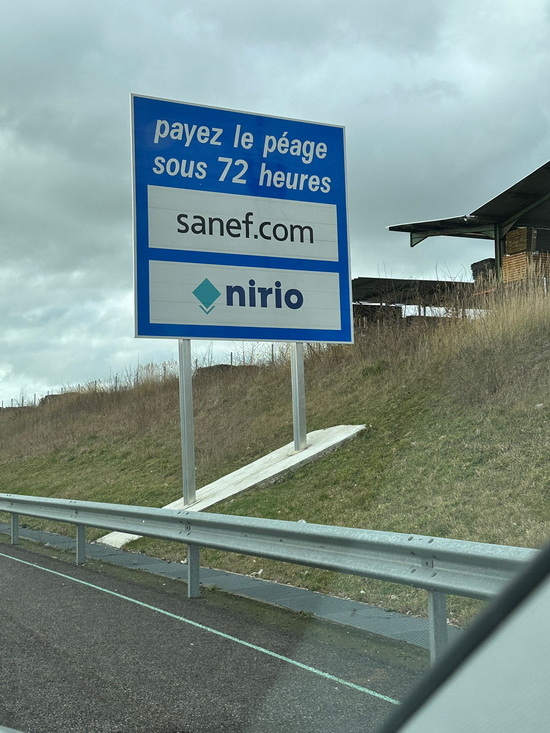 payez le péage
sous 72 heures
sanef.com
nirio